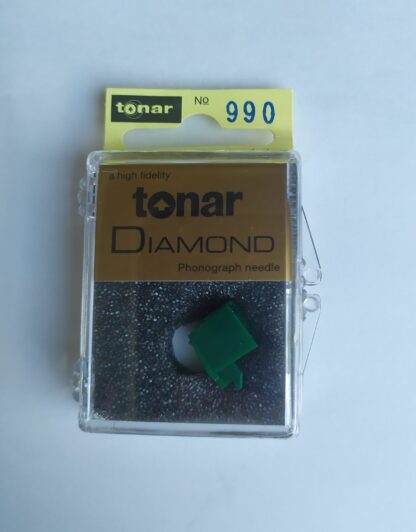 tonar No 990
a high fidelity
tonar
DIAMOND
Phonograph needle